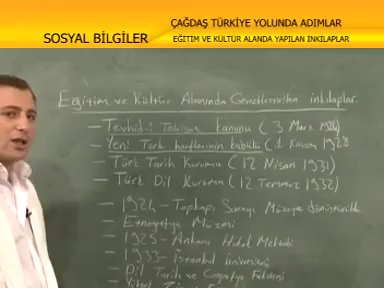 ÇAĞDAŞ TÜRKİYE YOLUNDA ADIMLAR
SOSYAL BİLGİLER
EĞİTİM VE KÜLTÜR ALANDA YAPILAN İNKILAPLAR
Eğitim ve Kültür Alanında Gerçekleştirilen inkılaplar.
– Tevhid-i Tedrisat kanunu (3 Mart 1924)
– Yeni Türk harflerinin kabulü (1 Kasım 1928
– Türk Tarih Kurumu (12 Nisan 1931)
– Türk Dil Kurumu (12 Temmuz 1932)
– 1924 – Topkapı Sarayı Müzeye dönüştürüldü
– Etnografya Müzesi
– 1925 – Ankara Hukuk Mektebi
– 1933 – İstanbul üniversitesi
– Dil Tarih ve Coğrafya Fakültesi
– Yüksek